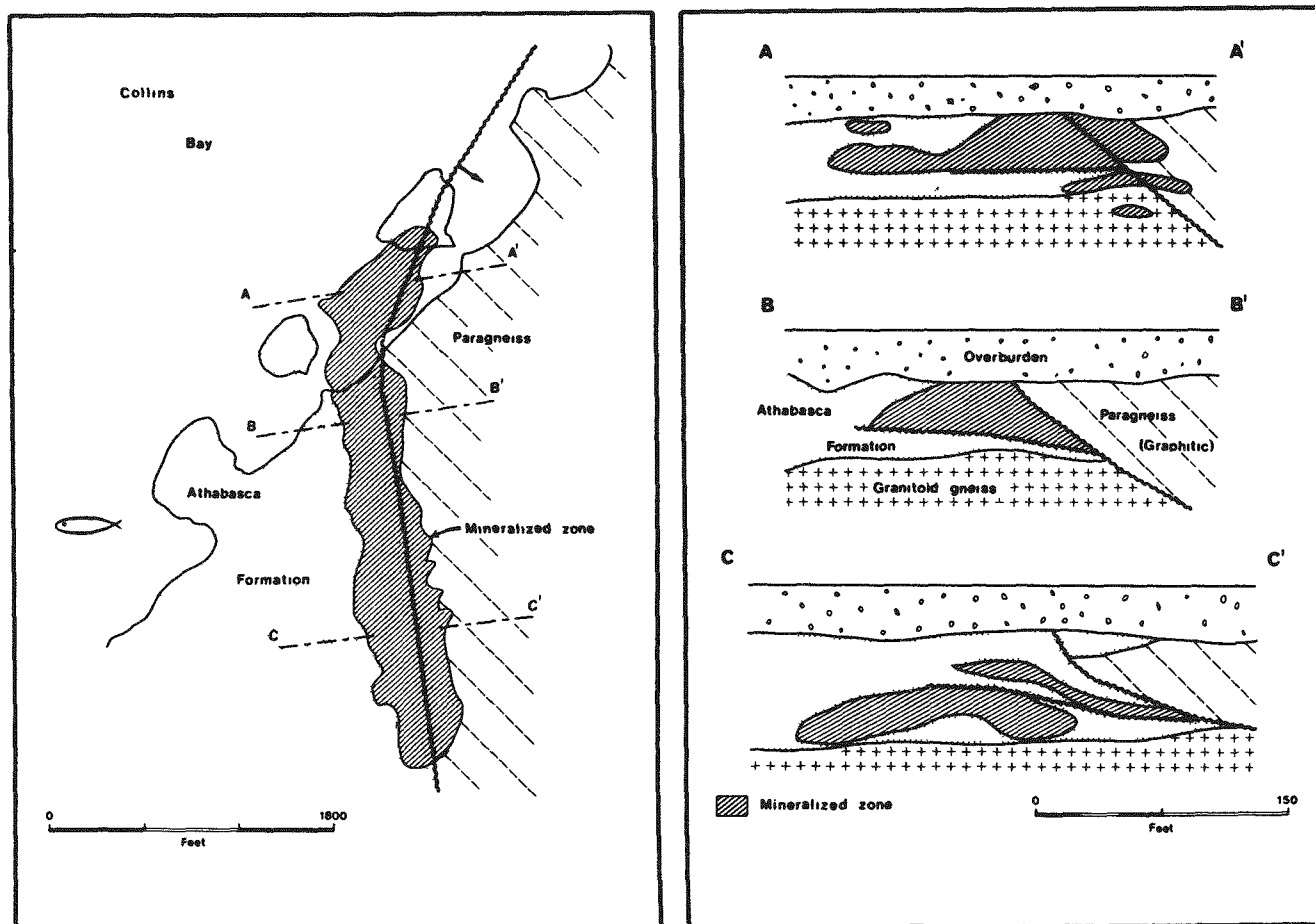 Collins
Bay
A
A'
Paragneiss
B'
B
Athabasca
Mineralized zone
Formation
C'
C
0 1800
Feet
A A'
B B'
Overburden
Athabasca
Paragneiss
(Graphitic)
Formation
Granitoid gneiss
C C'
Mineralized zone
0 150
Feet